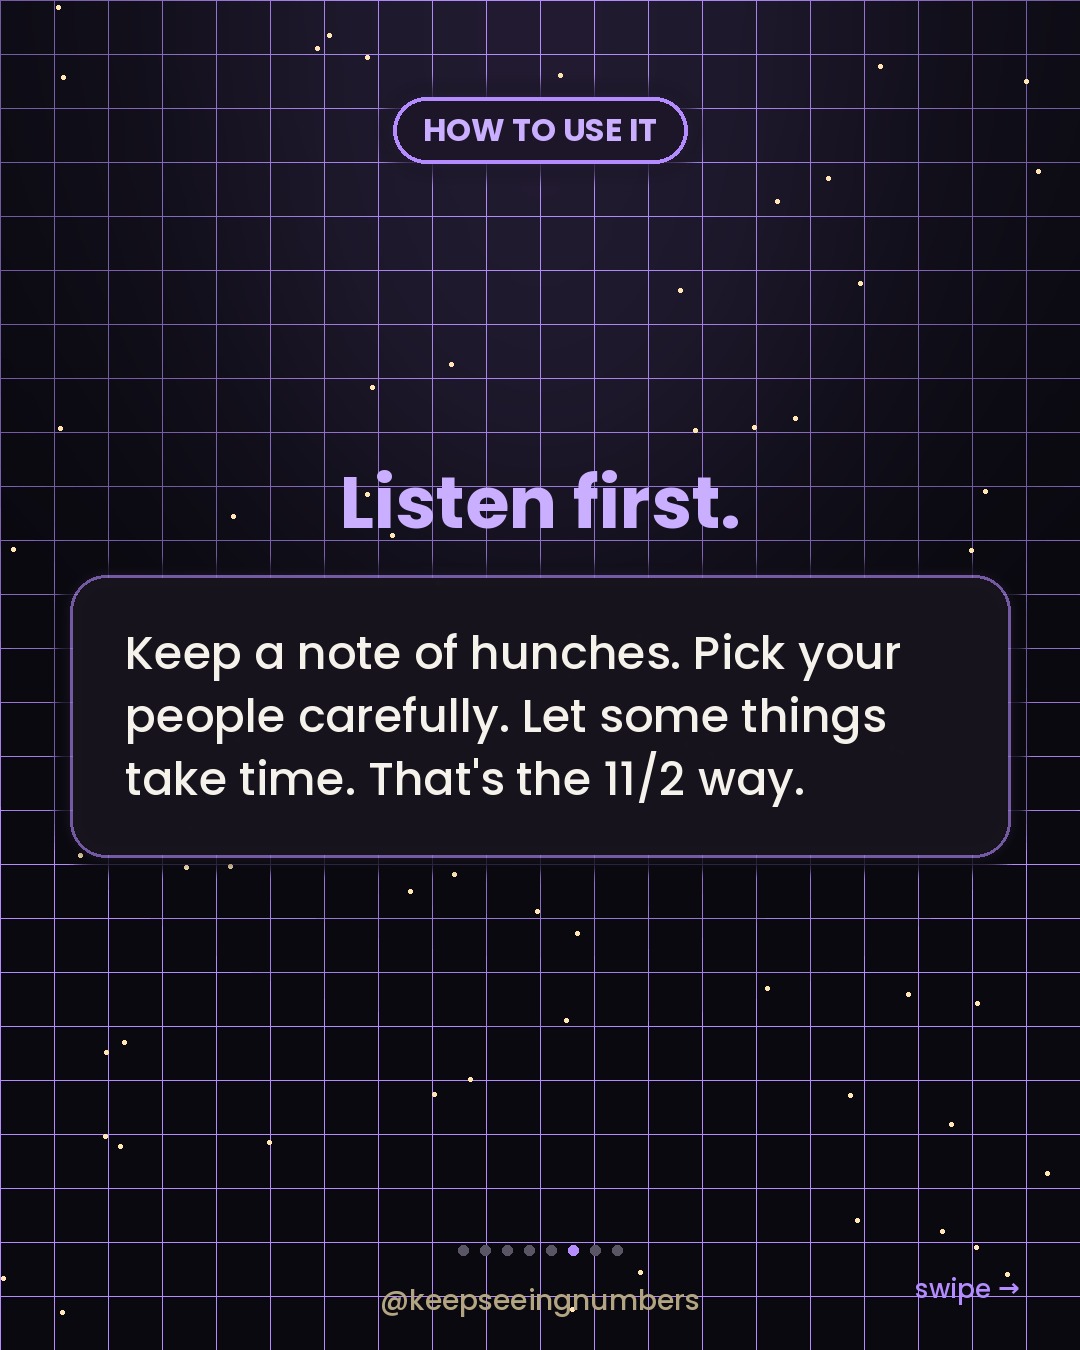 HOW TO USE IT
Listen first.
Keep a note of hunches. Pick your
people carefully. Let some things
take time. That's the 11/2 way.
@keepseeingnumbers
swipe →